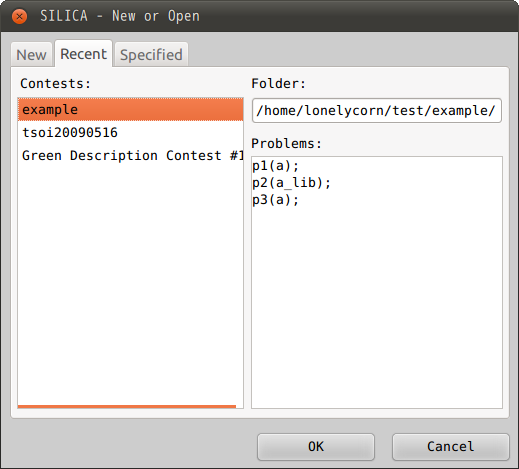 SILICA - New or Open
New Recent Specified
Contests:
example
tsoi20090516
Green Description Contest #1
Folder:
/home/lonelycorn/test/example/
Problems:
p1(a);
p2(a_lib);
p3(a);
OK Cancel